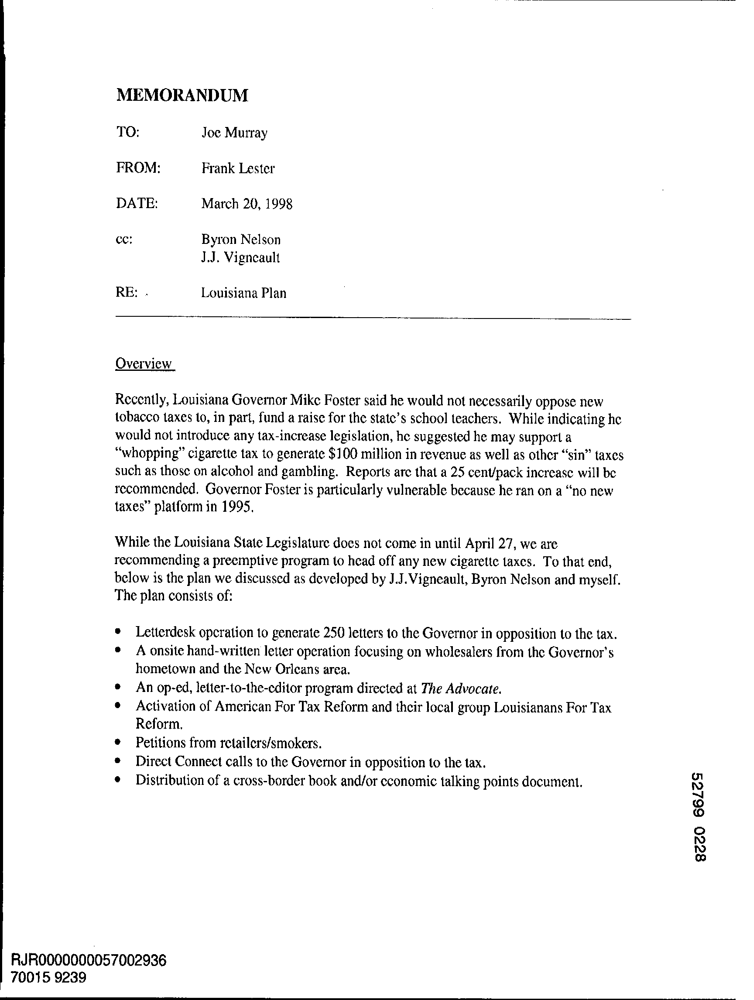 MEMORANDUM
TO: Joe Murray
FROM: Frank Lester
DATE: March 20, 1998
cc: Byron Nelson
J.J. Vigneault
RE: Louisiana Plan
Overview
Recently, Louisiana Governor Mike Foster said he would not necessarily oppose new
tobacco taxes to, in part, fund a raise for the state's school teachers. While indicating he
would not introduce any tax-increase legislation, he suggested he may support a
"whopping" cigarette tax to generate $100 million in revenue as well as other "sin" taxes
such as those on alcohol and gambling. Reports are that a 25 cent/pack increase will be
recommended. Governor Foster is particularly vulnerable because he ran on a "no new
taxes" platform in 1995.
While the Louisiana State Legislature does not come in until April 27, we are
recommending a preemptive program to head off any new cigarette taxes. To that end,
below is the plan we discussed as developed by J.J.Vigneault, Byron Nelson and myself.
The plan consists of:
• Letterdesk operation to generate 250 letters to the Governor in opposition to the tax.
• A onsite hand-written letter operation focusing on wholesalers from the Governor's
hometown and the New Orleans area.
• An op-ed, letter-to-the-editor program directed at The Advocate.
• Activation of American For Tax Reform and their local group Louisianans For Tax
Reform.
• Petitions from retailers/smokers.
• Direct Connect calls to the Governor in opposition to the tax.
• Distribution of a cross-border book and/or economic talking points document.
52799 0228
RJR0000000057002936
70015 9239